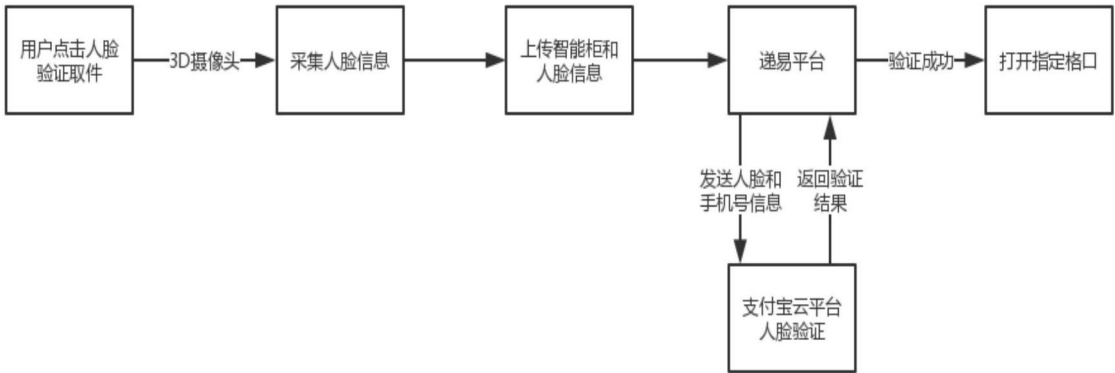 用户点击人脸
验证取件
3D摄像头
采集人脸信息
上传智能柜和
人脸信息
递易平台
验证成功
打开指定格口
发送人脸和
手机号信息
返回验证
结果
支付宝云平台
人脸验证